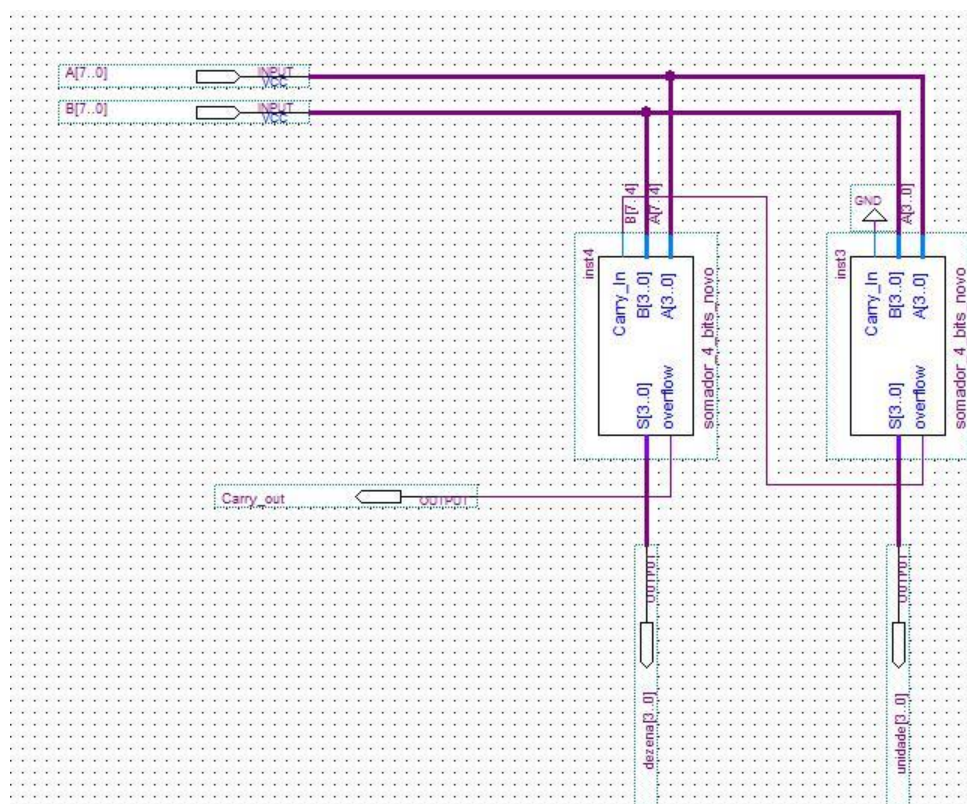 A[7..0]
INPUT
VCC
B[7..0]
INPUT
VCC
B[7..4]
A[7..4]
GND
A[3..0]
inst4
Carry_In
B[3..0]
A[3..0]
S[3..0]
overflow
somador_4_bits_novo
inst3
Carry_In
B[3..0]
A[3..0]
S[3..0]
overflow
somador_4_bits_novo
Carry_out
OUTPUT
OUTPUT
dezena[3..0]
OUTPUT
unidade[3..0]